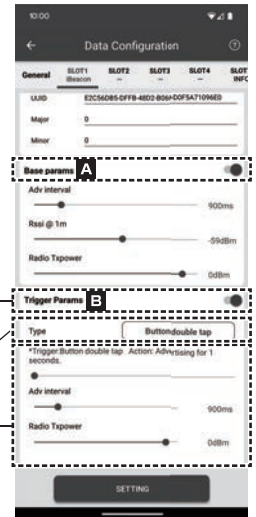 10:00
Data Configuration
General SLOT1 SLOT2 SLOT3 SLOT4 SLOT
iBeacon – – – INFO
UUID E2C56DB5-DFFB-48D2-B060-D0F5A71096E0
Major 0
Minor 0
Base params A
Adv interval
900ms
Rssi @ 1m
-59dBm
Radio Txpower
0dBm
Trigger Params B
Type Button double tap
*Trigger:Button double tap Action: Advertising for 1
seconds.
Adv interval
900ms
Radio Txpower
0dBm
SETTING